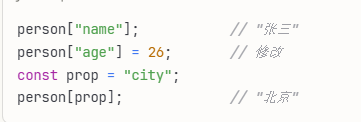 person["name"];           // "张三"
person["age"] = 26;       // 修改
const prop = "city";
person[prop];             // "北京"